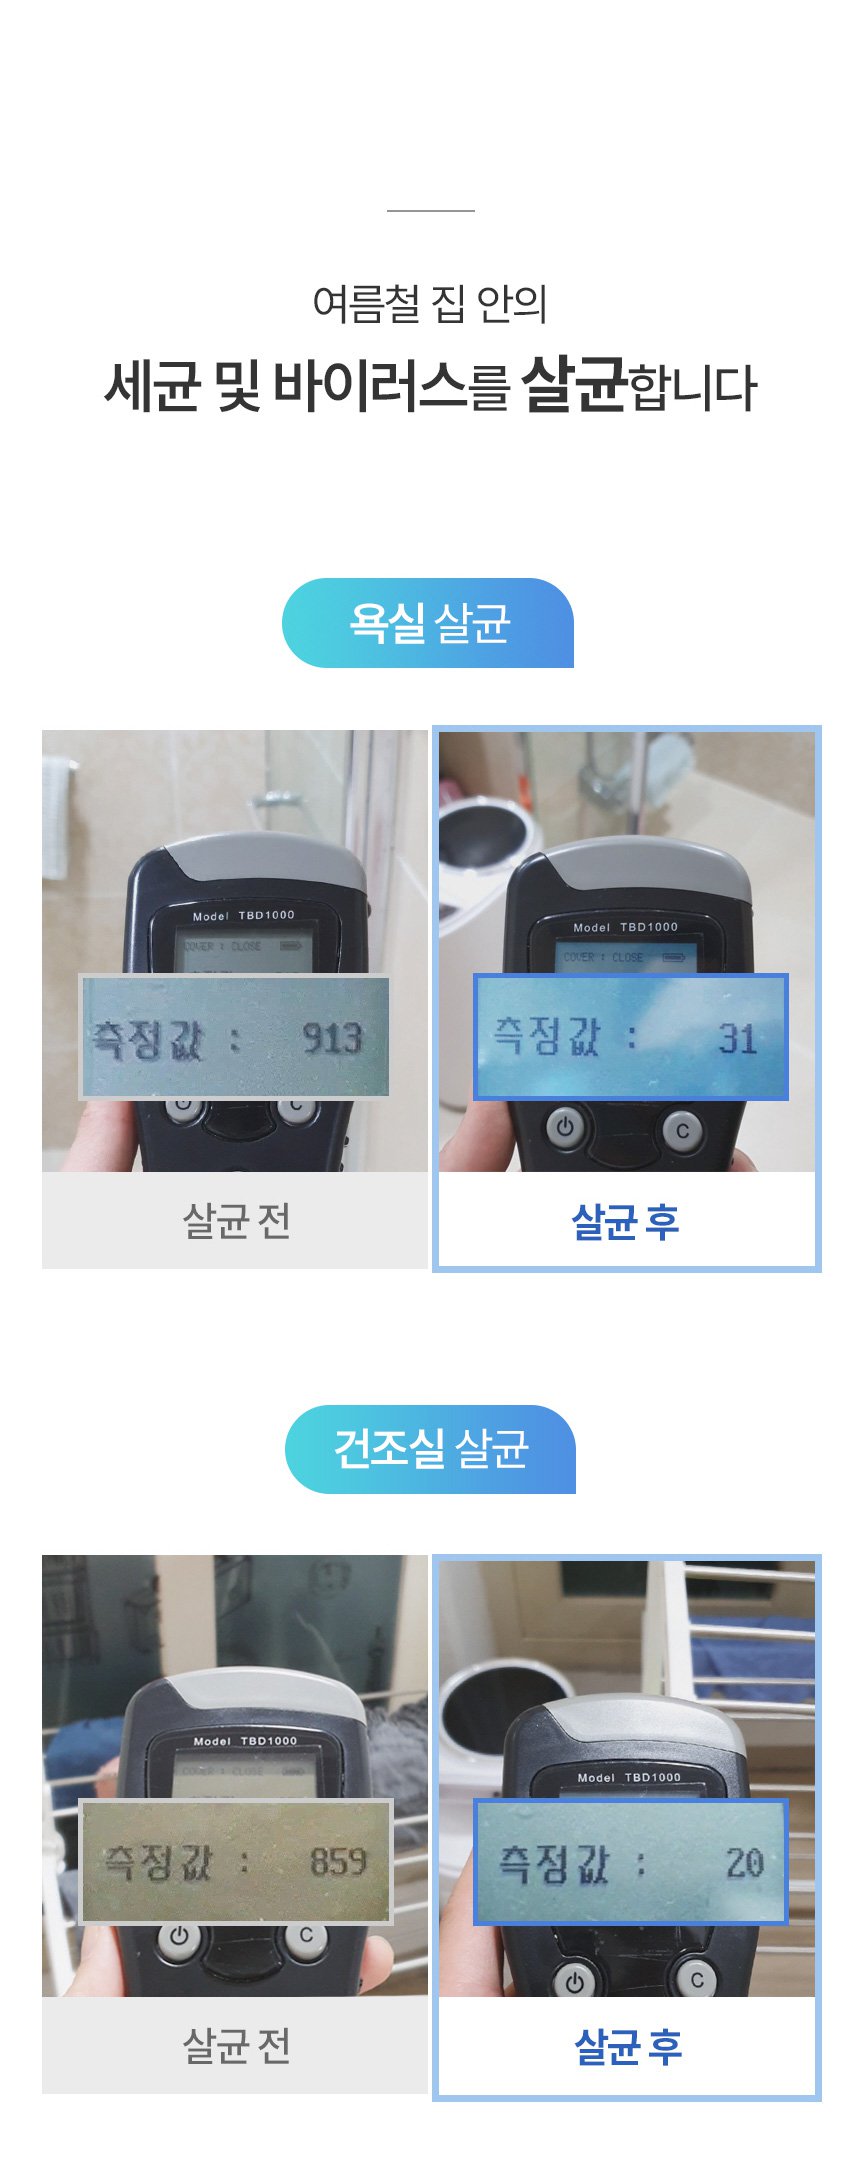 여름철 집 안의
세균 및 바이러스를 살균합니다
욕실 살균
Model TBD1000
COVER : CLOSE
측정값 : 913
C
살균 전
Model TBD1000
COVER : CLOSE
측정값 : 31
C
살균 후
건조실 살균
Model TBD1000
COVER : CLOSE
측정값 : 859
C
살균 전
Model TBD1000
측정값 : 20
C
살균 후